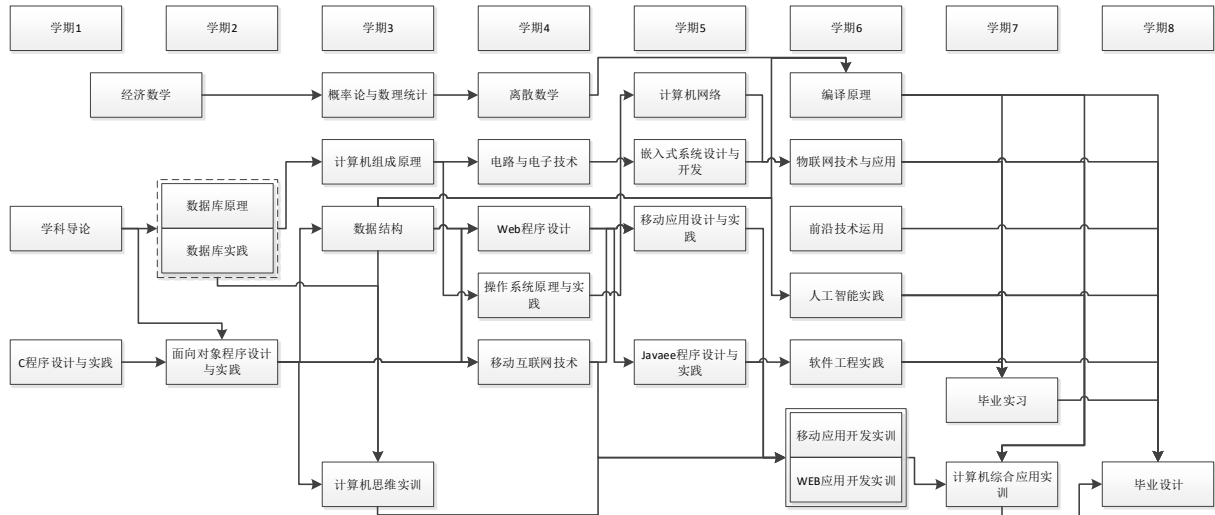 学期1
学期2
学期3
学期4
学期5
学期6
学期7
学期8
经济数学
概率论与数理统计
离散数学
计算机网络
编译原理
计算机组成原理
电路与电子技术
嵌入式系统设计与
开发
物联网技术与应用
学科导论
数据库原理
数据库实践
数据结构
Web程序设计
移动应用设计与实
践
前沿技术运用
操作系统原理与实
践
人工智能实践
C程序设计与实践
面向对象程序设计
与实践
移动互联网技术
Javaee程序设计与
实践
软件工程实践
毕业实习
移动应用开发实训
WEB应用开发实训
计算机思维实训
计算机综合应用实
训
毕业设计